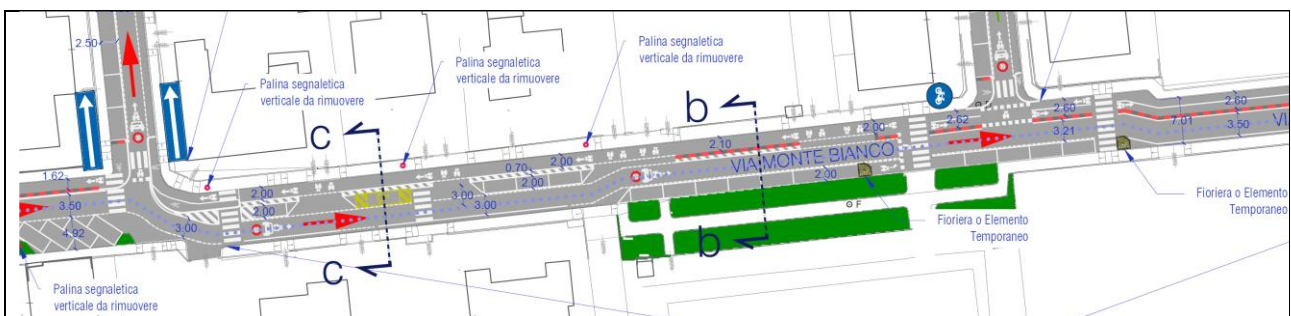 2.50
Palina segnaletica
verticale da rimuovere
Palina segnaletica
verticale da rimuovere
Palina segnaletica
verticale da rimuovere
b
c
2.60
2.60
7.01
3.50
VI
2.62
3.21
F
2.00
2.10
VIA MONTE BIANCO
2.00
0.70
2.00
2.00
3.00
3.00
2.00
2.00
1.62
3.50
3.00
4.92
Fioriera o Elemento
Temporaneo
F
Fioriera o Elemento
Temporaneo
b
c
Palina segnaletica
verticale da rimuovere